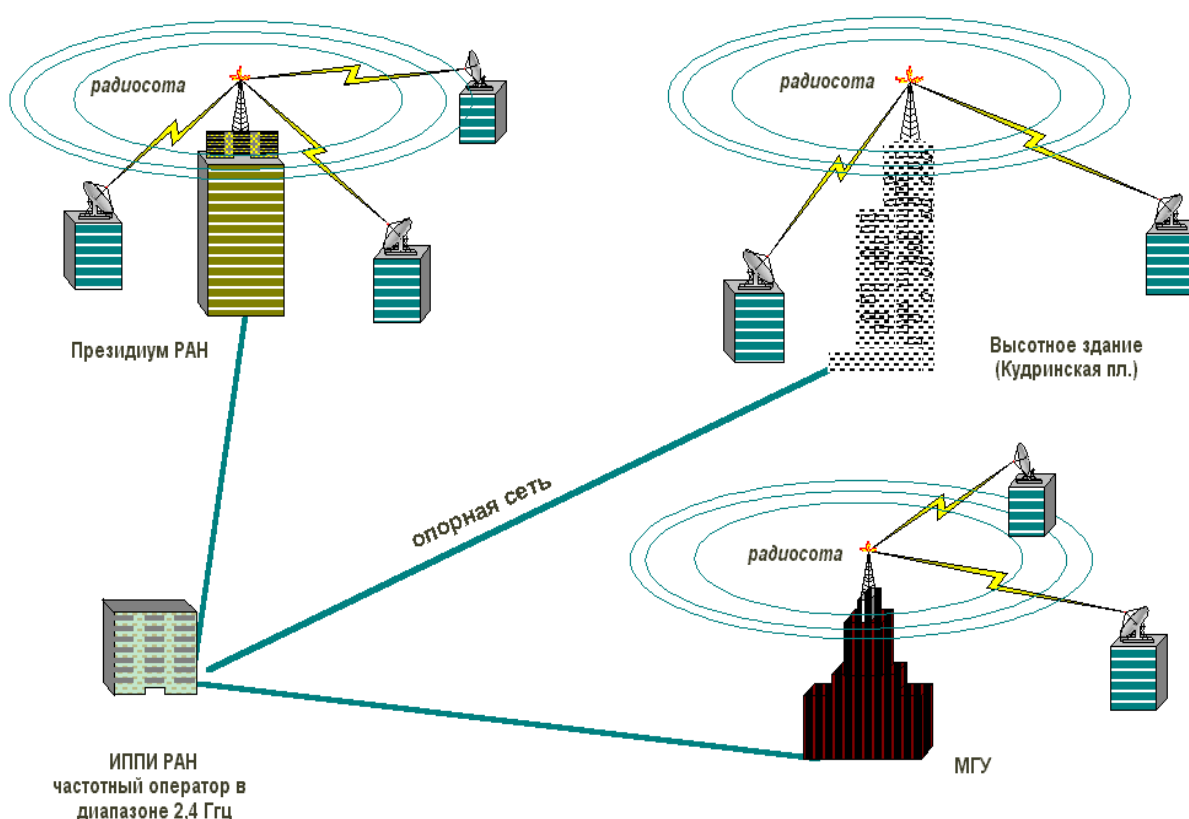 радиосота
радиосота
Президиум РАН
Высотное здание
(Кудринская пл.)
опорная сеть
радиосота
ИППИ РАН
частотный оператор в
диапазоне 2,4 Ггц
МГУ